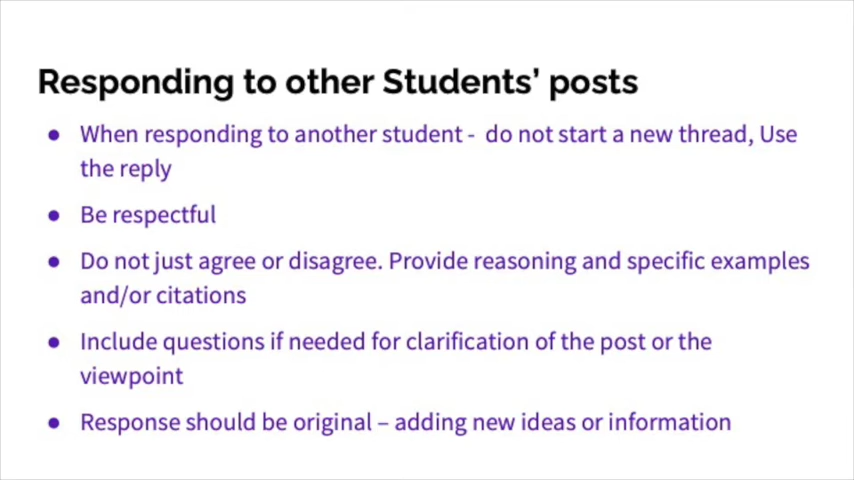 Responding to other Students’ posts
● When responding to another student - do not start a new thread, Use
the reply
● Be respectful
● Do not just agree or disagree. Provide reasoning and specific examples
and/or citations
● Include questions if needed for clarification of the post or the
viewpoint
● Response should be original – adding new ideas or information